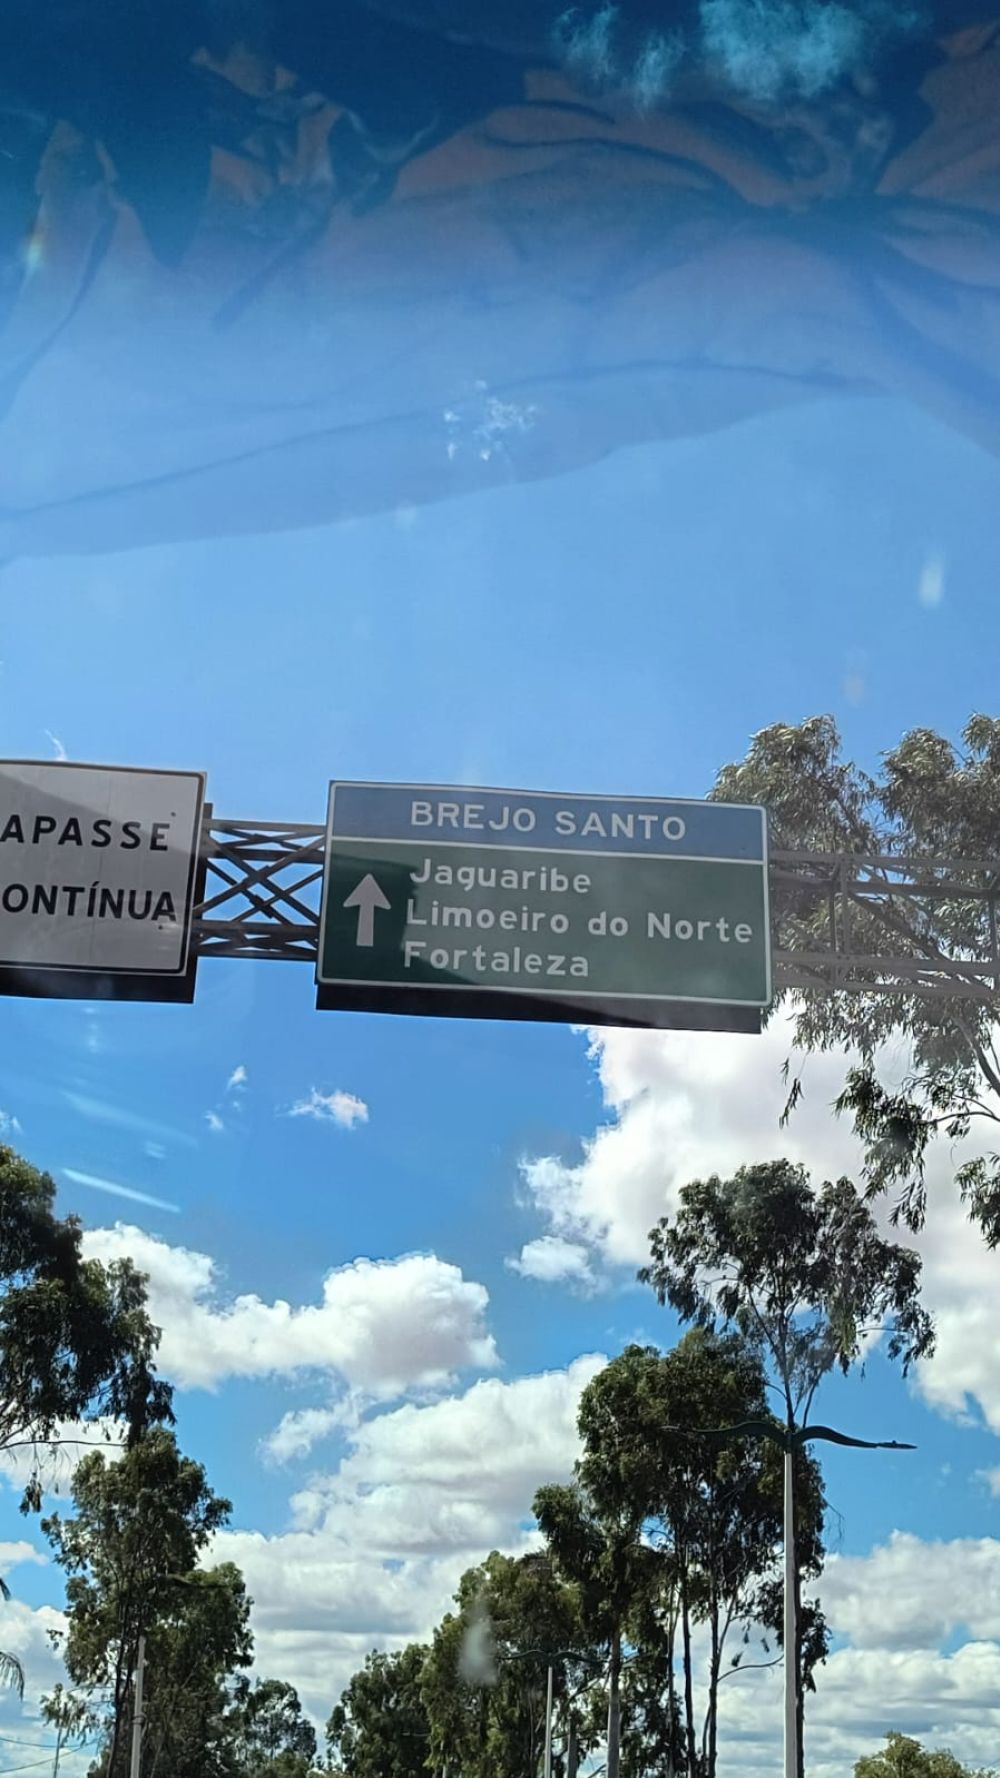 APASSE
ONTÍNUA
BREJO SANTO
Jaguaribe
Limoeiro do Norte
Fortaleza